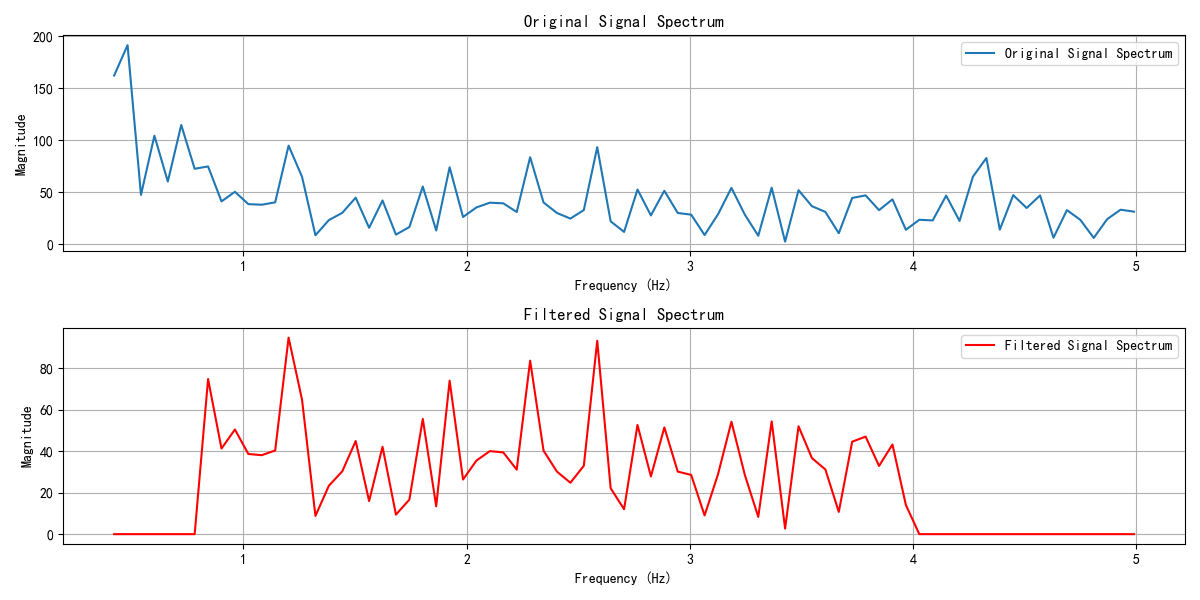 Original Signal Spectrum
200
150
100
50
0
Magnitude
Original Signal Spectrum
1 2 3 4 5
Frequency (Hz)
Filtered Signal Spectrum
80
60
40
20
0
Magnitude
Filtered Signal Spectrum
1 2 3 4 5
Frequency (Hz)